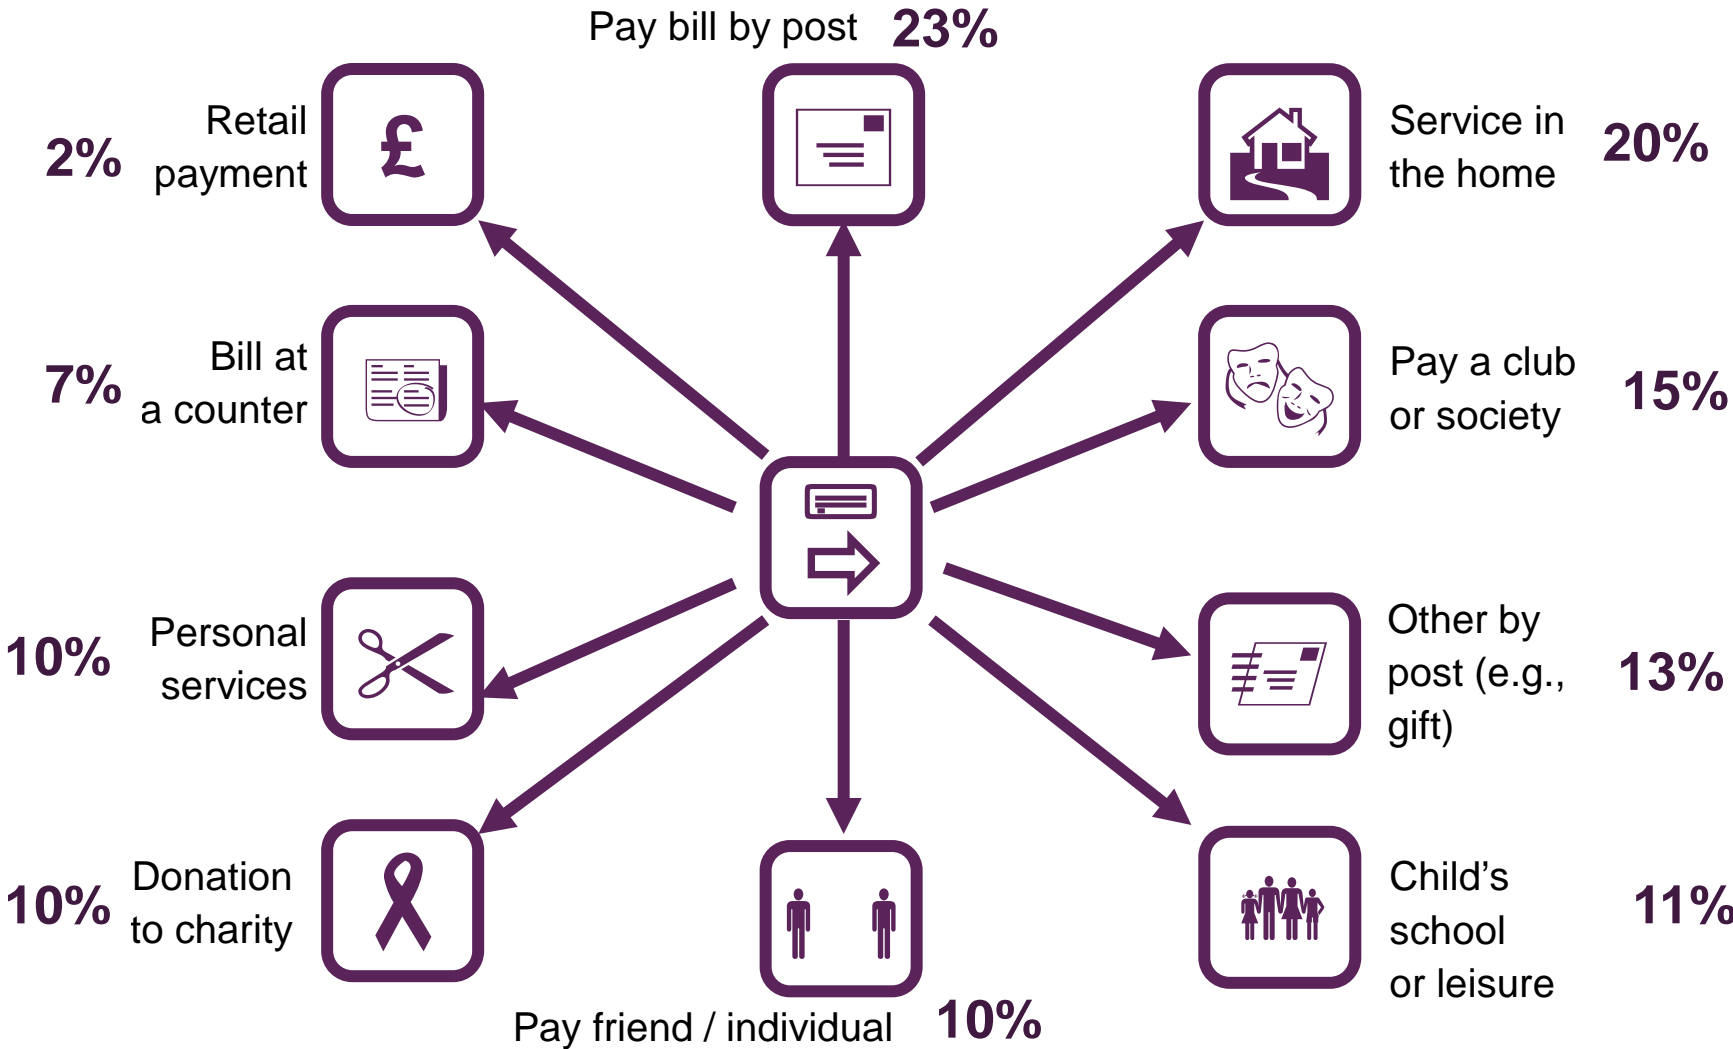 Pay bill by post 23%
Retail
payment
2%
£
Service in
the home
20%
Bill at
a counter
7%
Pay a club
or society
15%
Personal
services
10%
Other by
post (e.g.,
gift)
13%
Donation
to charity
10%
Child's
school
or leisure
11%
Pay friend / individual 10%